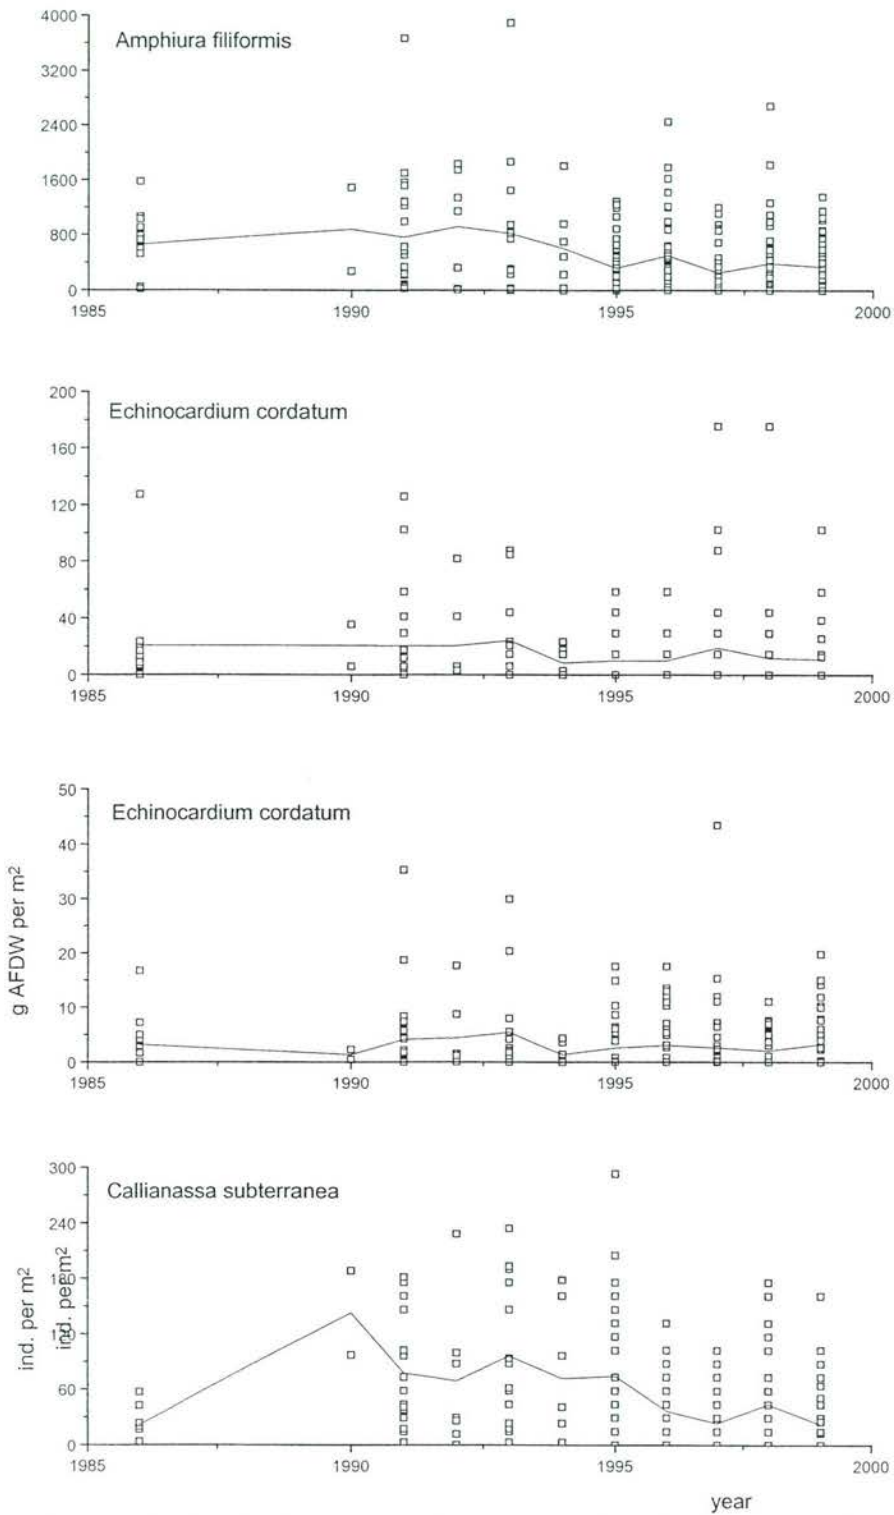 Amphiura filiformis
4000
3200
2400
1600
800
0
1985 1990 1995 2000
Echinocardium cordatum
200
160
120
80
40
0
1985 1990 1995 2000
Echinocardium cordatum
g AFDW per m2
50
40
30
20
10
0
1985 1990 1995 2000
Callianassa subterranea
ind. per m2
ind. per m2
300
240
180
120
60
0
1985 1990 1995 2000
year